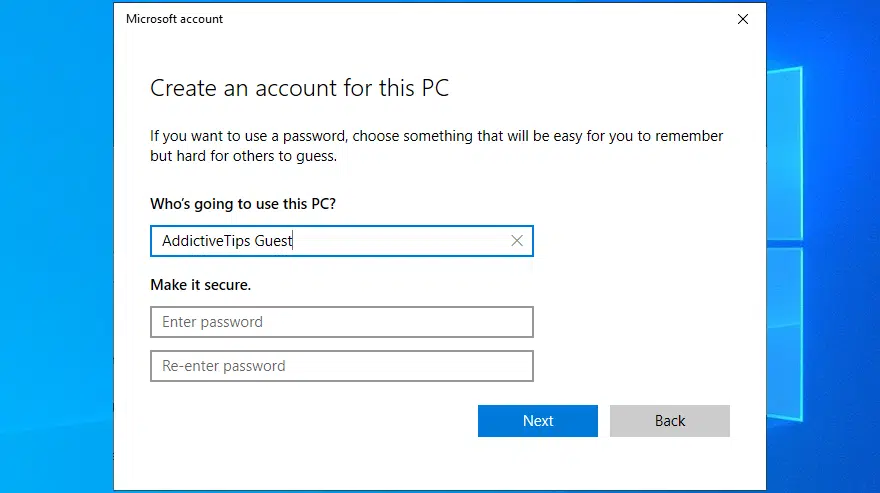 Microsoft account
Create an account for this PC
If you want to use a password, choose something that will be easy for you to remember
but hard for others to guess.
Who's going to use this PC?
AddictiveTips Guest
Make it secure.
Enter password
Re-enter password
Next
Back